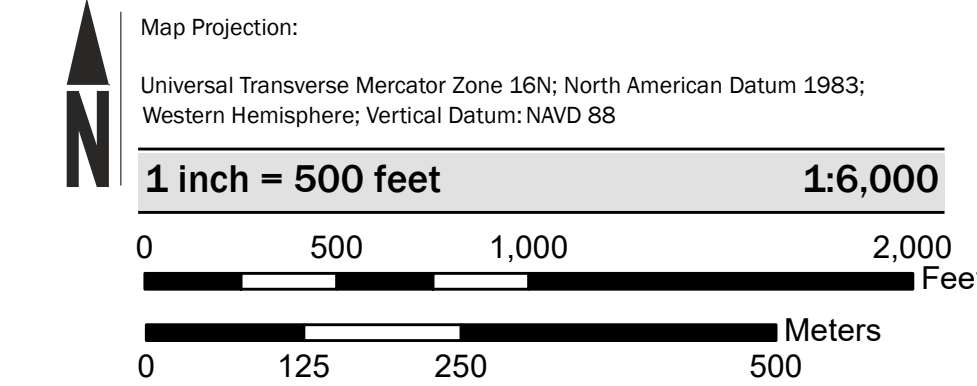 Map Projection:
Universal Transverse Mercator Zone 16N; North American Datum 1983;
Western Hemisphere; Vertical Datum: NAVD 88
N
1 inch = 500 feet 1:6,000
0 500 1,000 2,000
Feet
Meters
0 125 250 500